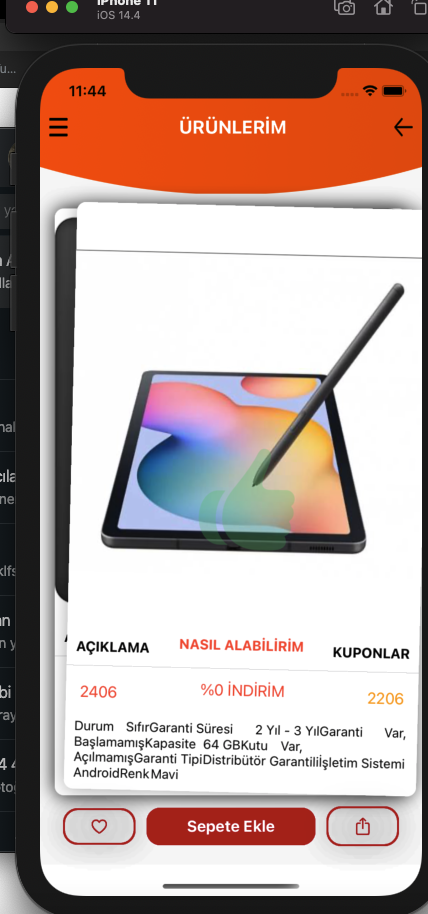 iPhone 11
iOS 14.4
11:44
ÜRÜNLERİM
AÇIKLAMA
NASIL ALABİLİRİM
KUPONLAR
2406
%0 İNDİRİM
2206
Durum SıfırGaranti Süresi 2 Yıl - 3 YılGaranti Var,
BaşlamamışKapasite 64 GBKutu Var,
AçılmamışGaranti TipiDistribütör Garantiliİşletim Sistemi
AndroidRenk Mavi
Sepete Ekle